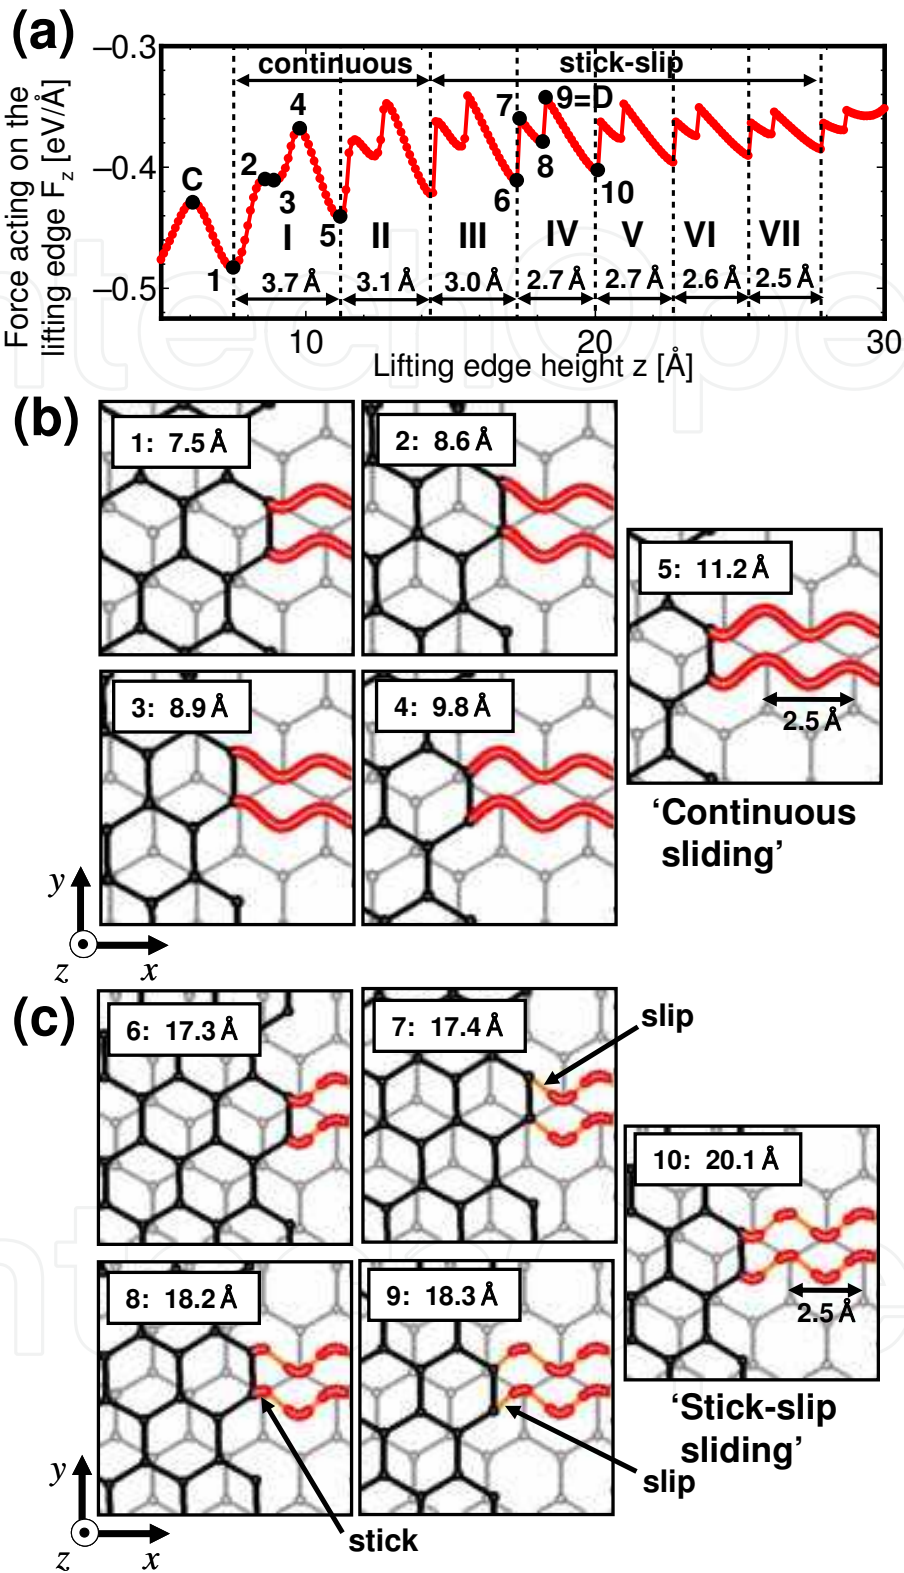 (a)
Force acting on the
lifting edge Fz [eV/Å]
−0.3
−0.4
−0.5
continuous
stick-slip
C
1
2
3
4
5
6
7
8
9=D
10
I
II
III
IV
V
VI
VII
3.7 Å
3.1 Å
3.0 Å
2.7 Å
2.7 Å
2.6 Å
2.5 Å
10
20
30
Lifting edge height z [Å]
(b)
1: 7.5 Å
2: 8.6 Å
3: 8.9 Å
4: 9.8 Å
5: 11.2 Å
2.5 Å
‘Continuous
sliding’
y
z
x
(c)
6: 17.3 Å
7: 17.4 Å
slip
8: 18.2 Å
9: 18.3 Å
10: 20.1 Å
2.5 Å
‘Stick-slip
sliding’
slip
stick
y
z
x